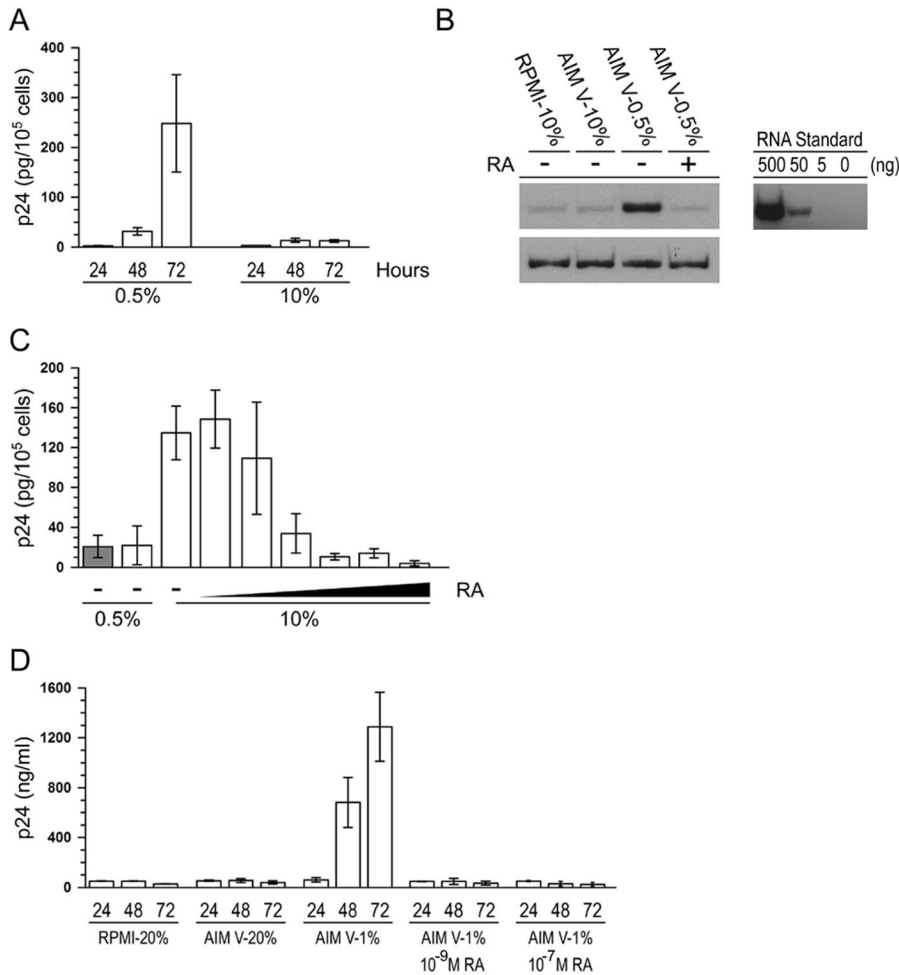 A
p24 (pg/10⁵ cells)
400
300
200
100
0
24 48 72 24 48 72 Hours
0.5% 10%
B
RPMI-10% AIM V-10% AIM V-0.5% AIM V-0.5%
RA - - - +
RNA Standard
500 50 5 0 (ng)
C
p24 (pg/10⁵ cells)
200
160
120
80
40
0
- - - RA
0.5% 10%
D
p24 (ng/ml)
1600
1200
800
400
0
24 48 72 24 48 72 24 48 72 24 48 72 24 48 72
RPMI-20% AIM V-20% AIM V-1% AIM V-1% AIM V-1%
10⁻⁹M RA 10⁻⁷M RA